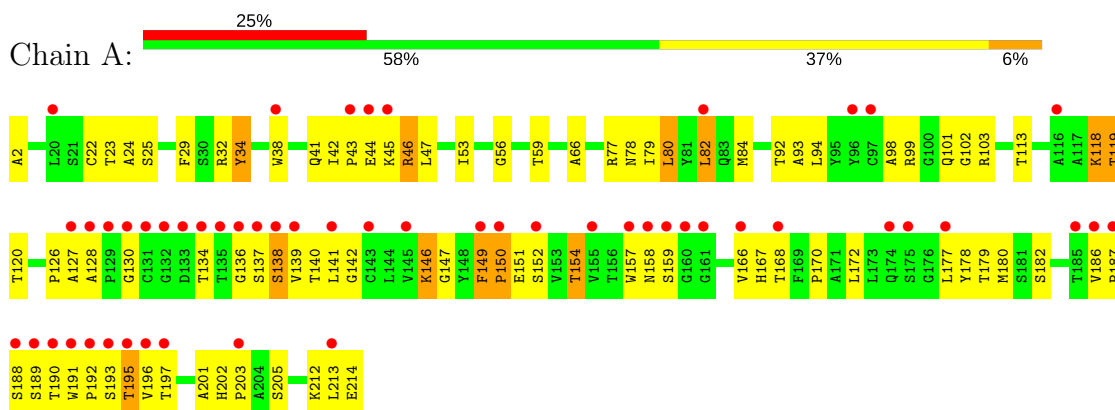 25%
Chain A:
58% 37% 6%
A2 L20 S21 C22 T23 A24 S25 F29 S30 R32 Y34 W38 Q41 I42 P43 E44 K45 R46 L47 I53 G56 T59 A66 R77 N78 I79 L80 Y81 L82 Q83 M84 T92 A93 L94 Y95 Y96 C97 A98 R99 G100 Q101 G102 R103 T113 A116 A117 K118 T119
T120 P126 A127 A128 P129 G130 C131 G132 D133 T134 T135 G136 S137 S138 V139 T140 L141 G142 C143 L144 V145 K146 G147 Y148 F149 P150 E151 S152 V153 T154 V155 T156 W157 N158 S159 G160 G161 V166 H167 T168 F169 P170 A171 L172 L173 Q174 S175 G176 L177 Y178 T179 M180 S181 S182 T185 V186 P187
S188 S189 T190 W191 P192 S193 T195 V196 T197 A201 H202 P203 A204 S205 K212 L213 E214